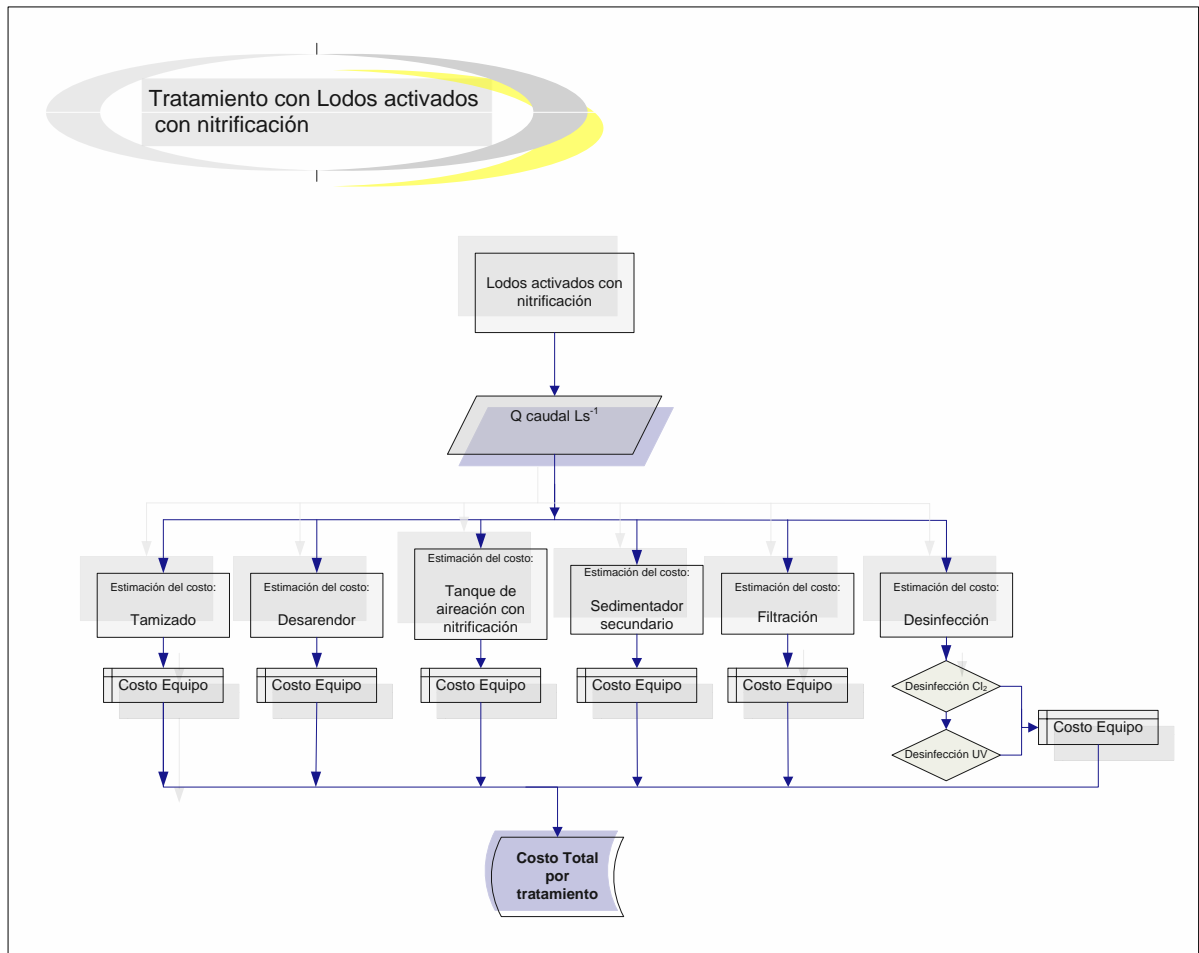 Tratamiento con Lodos activados
con nitrificación
Lodos activados con
nitrificación
Q caudal Ls⁻¹
Estimación del costo:
Tamizado
Estimación del costo:
Desarendor
Estimación del costo:
Tanque de
aireación con
nitrificación
Estimación del costo:
Sedimentador
secundario
Estimación del costo:
Filtración
Estimación del costo:
Desinfección
Costo Equipo
Costo Equipo
Costo Equipo
Costo Equipo
Costo Equipo
Desinfección Cl₂
Desinfección UV
Costo Equipo
Costo Total
por
tratamiento